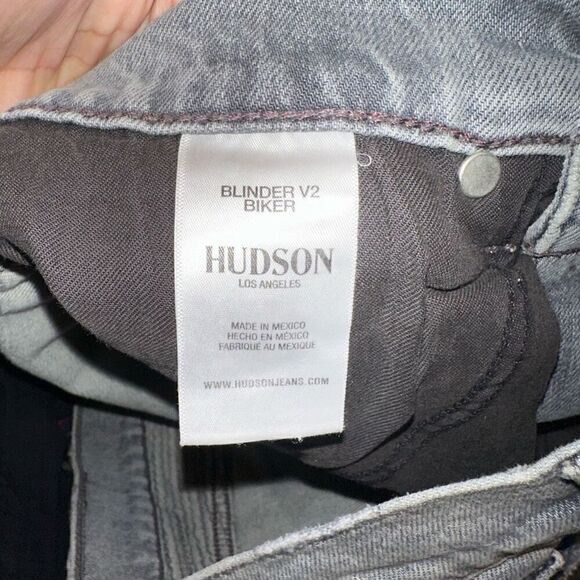 BLINDER V2
BIKER
HUDSON
LOS ANGELES
MADE IN MEXICO
HECHO EN MÉXICO
FABRIQUÉ AU MEXIQUE
WWW.HUDSONJEANS.COM